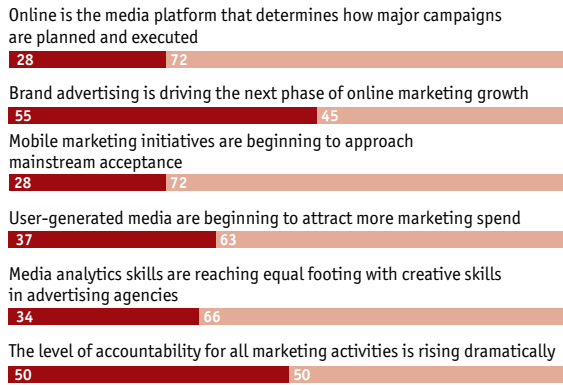 Online is the media platform that determines how major campaigns
are planned and executed
28 72
Brand advertising is driving the next phase of online marketing growth
55 45
Mobile marketing initiatives are beginning to approach
mainstream acceptance
28 72
User-generated media are beginning to attract more marketing spend
37 63
Media analytics skills are reaching equal footing with creative skills
in advertising agencies
34 66
The level of accountability for all marketing activities is rising dramatically
50 50